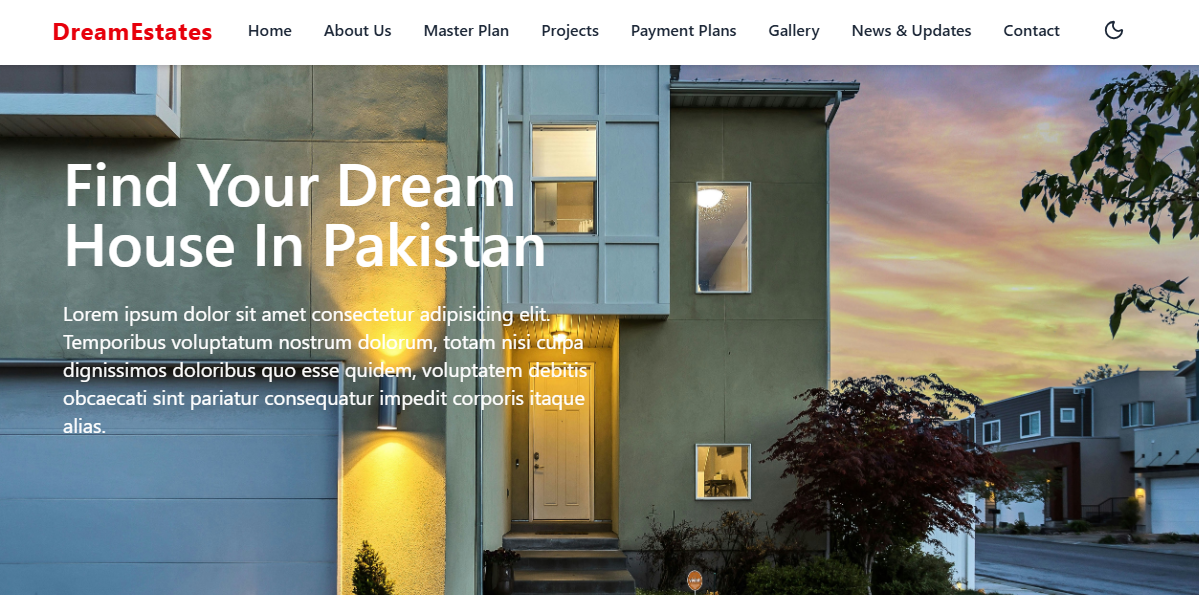 DreamEstates Home About Us Master Plan Projects Payment Plans Gallery News & Updates Contact
Find Your Dream
House In Pakistan
Lorem ipsum dolor sit amet consectetur adipisicing elit.
Temporibus voluptatum nostrum dolorum, totam nisi culpa
dignissimos doloribus quo esse quidem, voluptatem debitis
obcaecati sint pariatur consequatur impedit corporis itaque
alias.